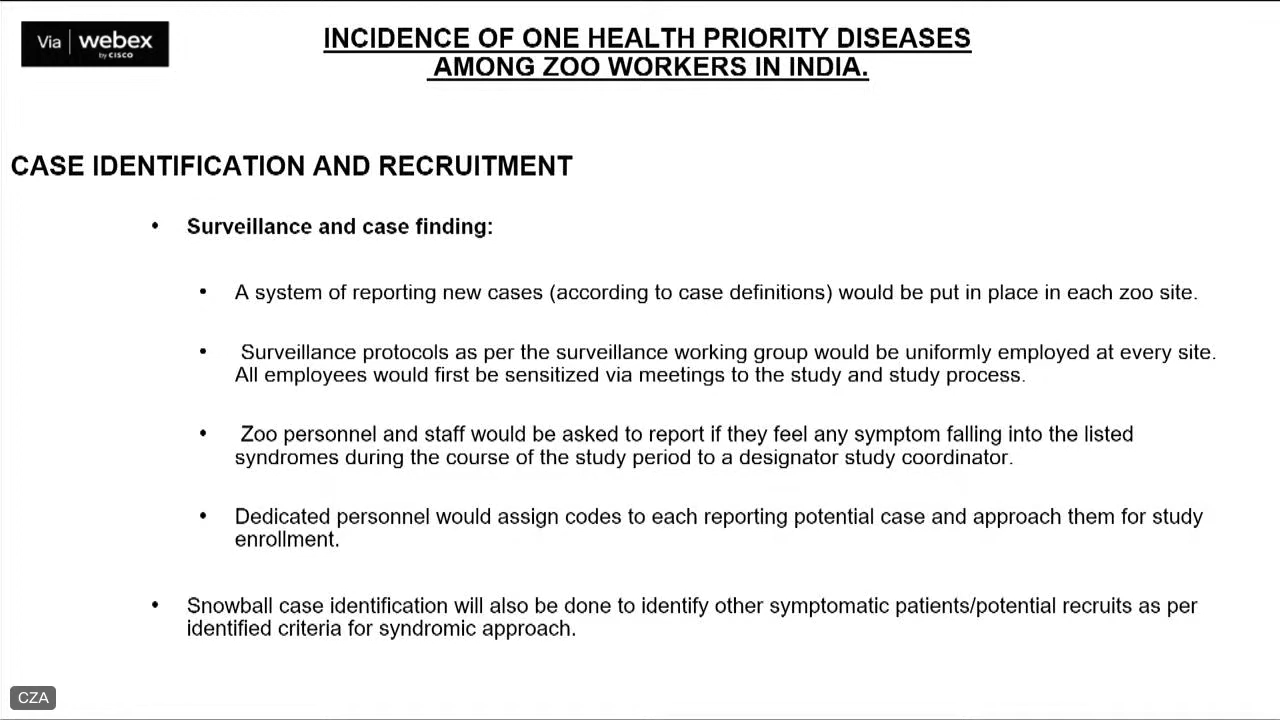 Via | webex
by CISCO
INCIDENCE OF ONE HEALTH PRIORITY DISEASES
AMONG ZOO WORKERS IN INDIA.
CASE IDENTIFICATION AND RECRUITMENT
• Surveillance and case finding:
• A system of reporting new cases (according to case definitions) would be put in place in each zoo site.
• Surveillance protocols as per the surveillance working group would be uniformly employed at every site.
All employees would first be sensitized via meetings to the study and study process.
• Zoo personnel and staff would be asked to report if they feel any symptom falling into the listed
syndromes during the course of the study period to a designator study coordinator.
• Dedicated personnel would assign codes to each reporting potential case and approach them for study
enrollment.
• Snowball case identification will also be done to identify other symptomatic patients/potential recruits as per
identified criteria for syndromic approach.
CZA